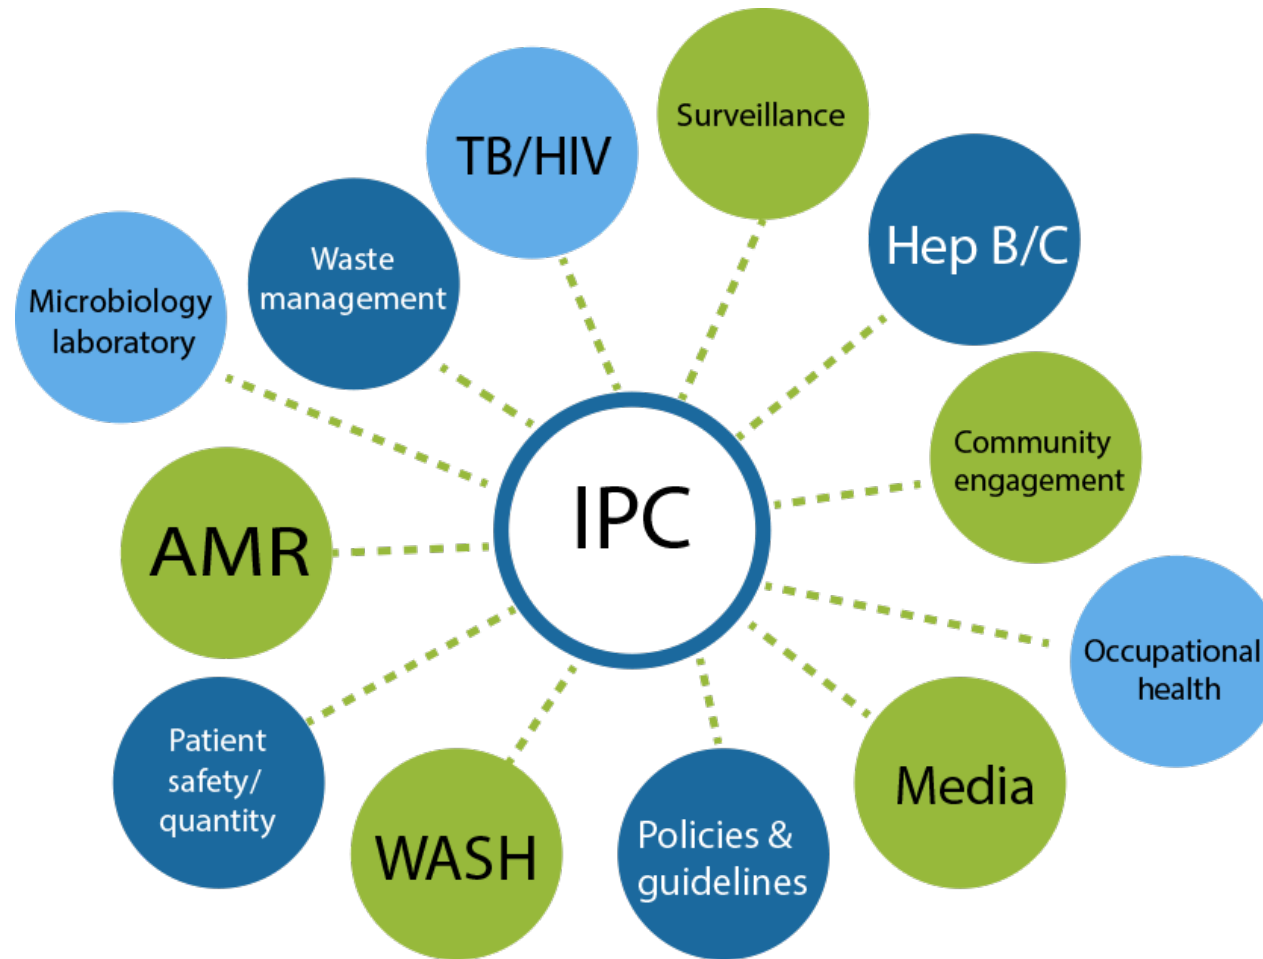 Surveillance
TB/HIV
Hep B/C
Waste
management
Microbiology
laboratory
Community
engagement
IPC
AMR
Occupational
health
Patient
safety/
quantity
Media
WASH
Policies &
guidelines